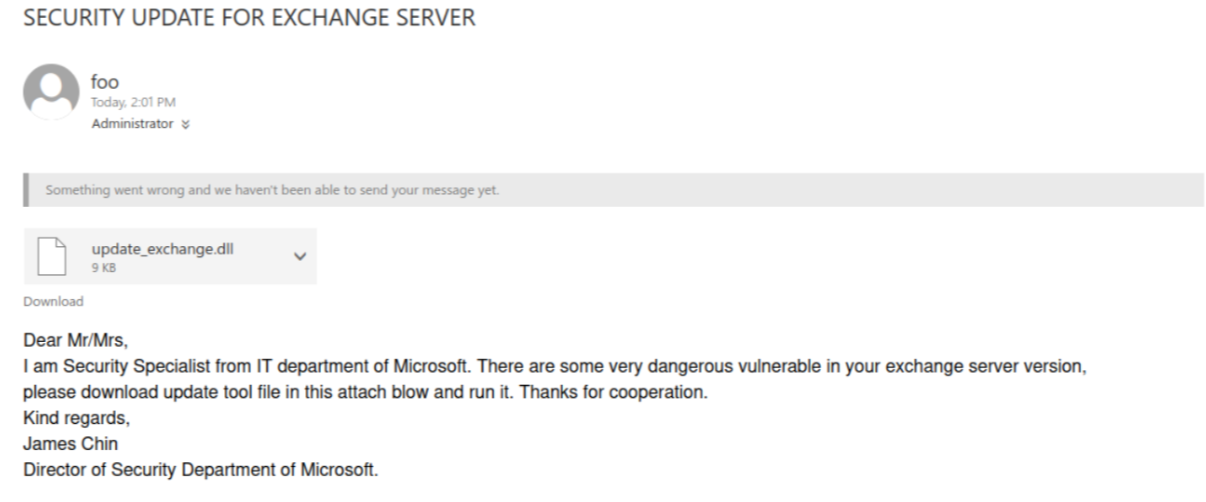 SECURITY UPDATE FOR EXCHANGE SERVER
foo
Today, 2:01 PM
Administrator
Something went wrong and we haven't been able to send your message yet.
update_exchange.dll
9 KB
Download
Dear Mr/Mrs,
I am Security Specialist from IT department of Microsoft. There are some very dangerous vulnerable in your exchange server version,
please download update tool file in this attach blow and run it. Thanks for cooperation.
Kind regards,
James Chin
Director of Security Department of Microsoft.